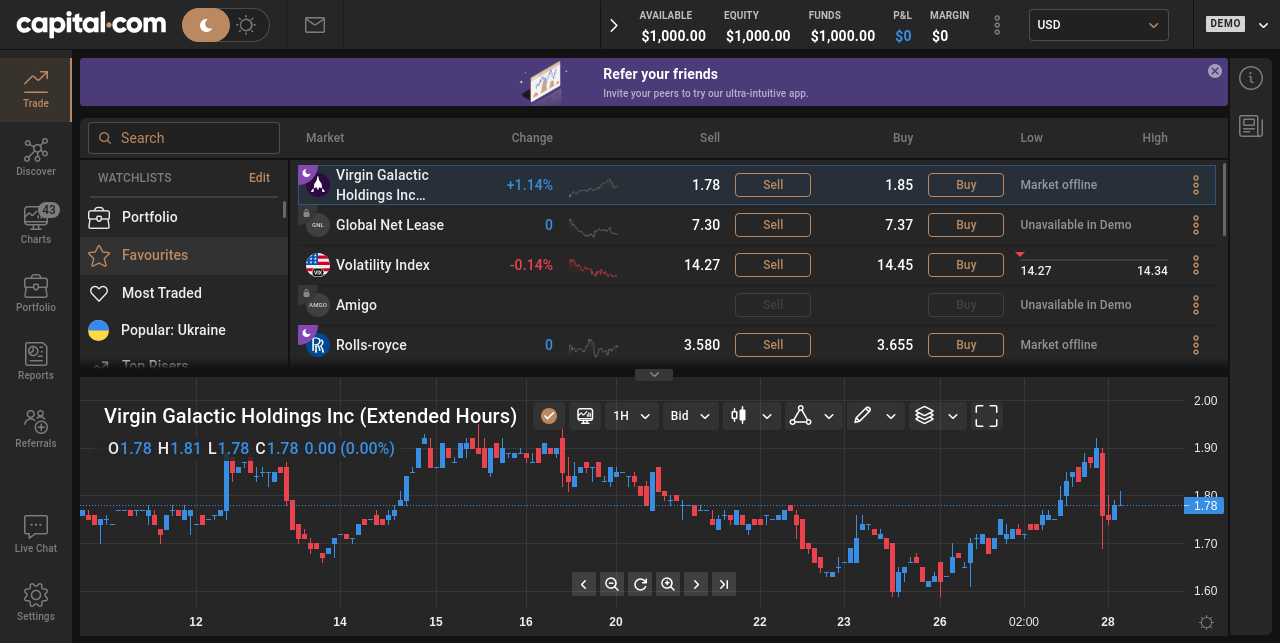 capital.com
AVAILABLE EQUITY FUNDS P&L MARGIN
$1,000.00 $1,000.00 $1,000.00 $0 $0
USD
DEMO
Trade
Discover
43
Charts
Portfolio
Reports
Referrals
Live Chat
Settings
Refer your friends
Invite your peers to try our ultra-intuitive app.
Search
WATCHLISTS Edit
Portfolio
Favourites
Most Traded
Popular: Ukraine
Top Risers
Market Change Sell Buy Low High
Virgin Galactic
Holdings Inc... +1.14% 1.78 Sell 1.85 Buy Market offline
GNL Global Net Lease 0 7.30 Sell 7.37 Buy Unavailable in Demo
VIX Volatility Index -0.14% 14.27 Sell 14.45 Buy 14.27 14.34
AMGO Amigo Sell Buy Unavailable in Demo
Rolls-royce 0 3.580 Sell 3.655 Buy Market offline
Virgin Galactic Holdings Inc (Extended Hours) 1H Bid
O1.78 H1.81 L1.78 C1.78 0.00 (0.00%)
2.00
1.90
1.80
1.78
1.70
1.60
12 14 15 16 20 22 23 26 02:00 28